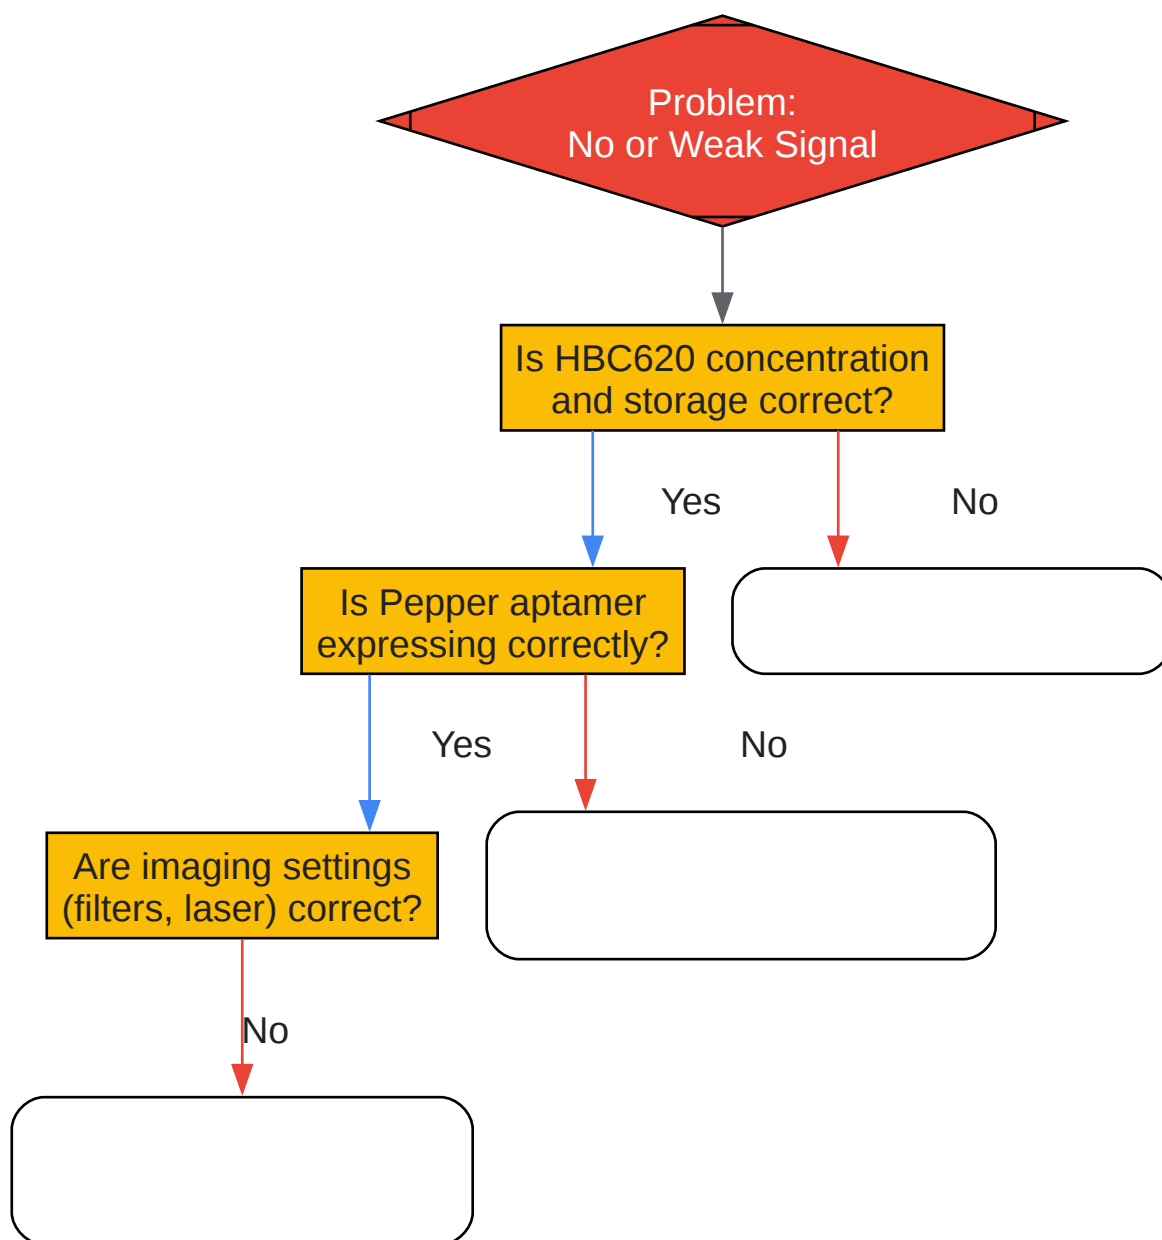 Problem:
No or Weak Signal
Is HBC620 concentration
and storage correct?
Yes
No
Is Pepper aptamer
expressing correctly?
Yes
No
Are imaging settings
(filters, laser) correct?
No